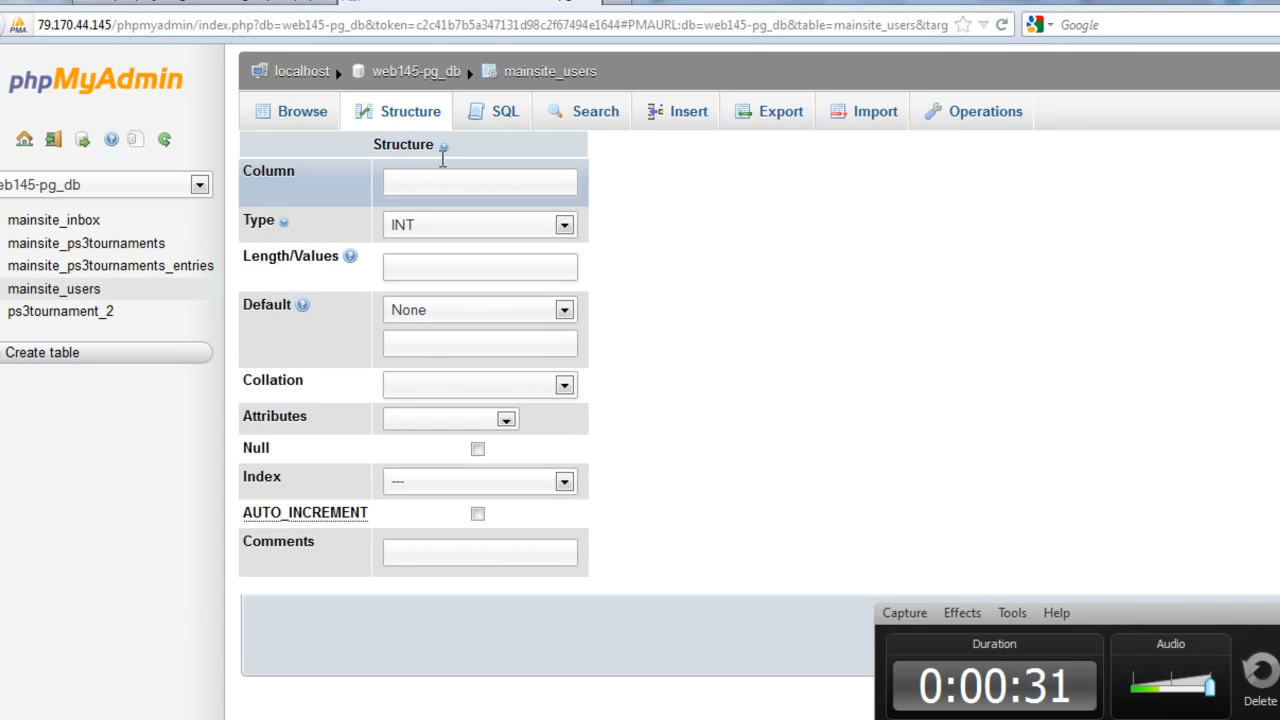 79.170.44.145/phpmyadmin/index.php?db=web145-pg_db&token=c2c41b7b5a347131d98c2f67494e1644#PMAURL:db=web145-pg_db&table=mainsite_users&targ
Google
PMA
phpMyAdmin
localhost
web145-pg_db
mainsite_users
Browse
Structure
SQL
Search
Insert
Export
Import
Operations
eb145-pg_db
mainsite_inbox
mainsite_ps3tournaments
mainsite_ps3tournaments_entries
mainsite_users
ps3tournament_2
Create table
Structure
Column
Type
INT
Length/Values
Default
None
Collation
Attributes
Null
Index
---
AUTO_INCREMENT
Comments
Capture
Effects
Tools
Help
Duration
Audio
0:00:31
Delete